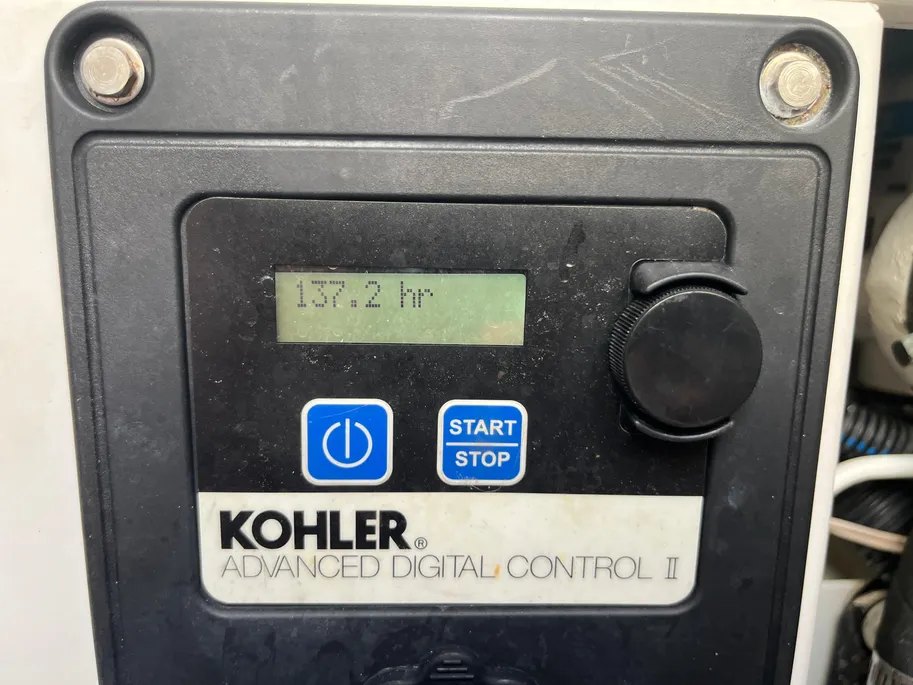 137.2 hr
START
STOP
KOHLER®
ADVANCED DIGITAL CONTROL II